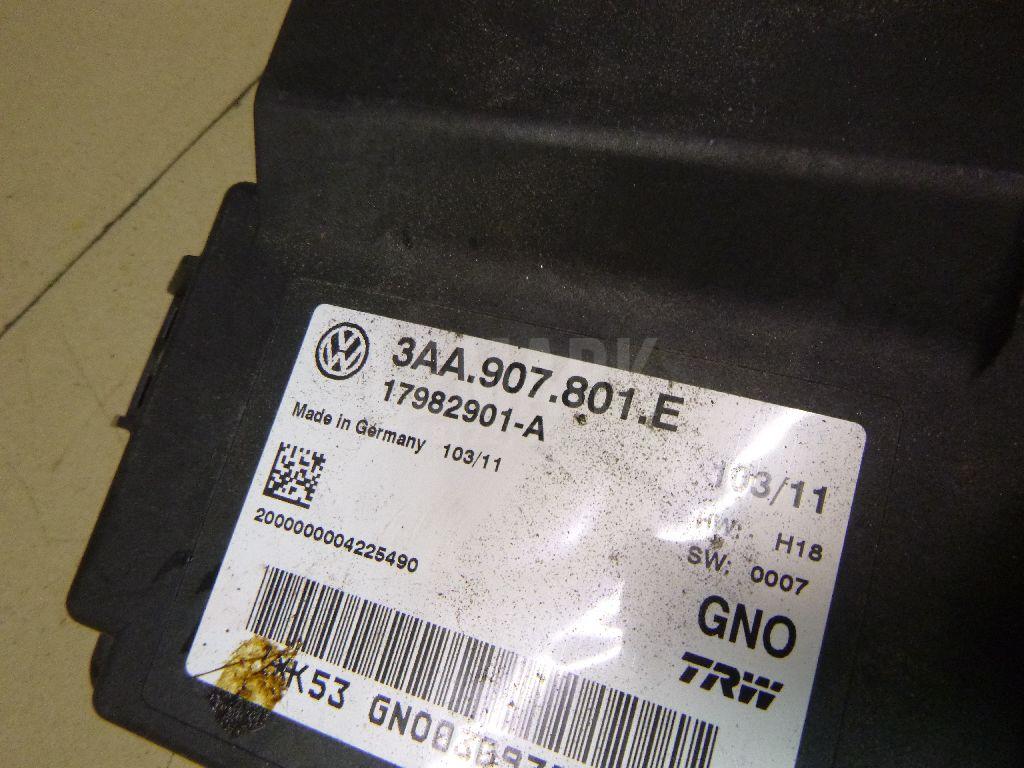 3AA.907.801.E
17982901-A
Made in Germany 103/11
103/11
HW: H18
SW: 0007
2000000004225490
GNO
TRW